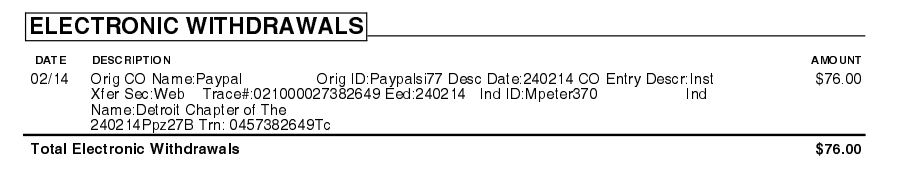 ELECTRONIC WITHDRAWALS
DATE DESCRIPTION AMOUNT
02/14 Orig CO Name:Paypal Orig ID:Paypalsi77 Desc Date:240214 CO Entry Descr:Inst $76.00
Xfer Sec:Web Trace#:021000027382649 Eed:240214 Ind ID:Mpeter370 Ind
Name:Detroit Chapter of The
240214Ppz27B Trn: 0457382649Tc
Total Electronic Withdrawals $76.00